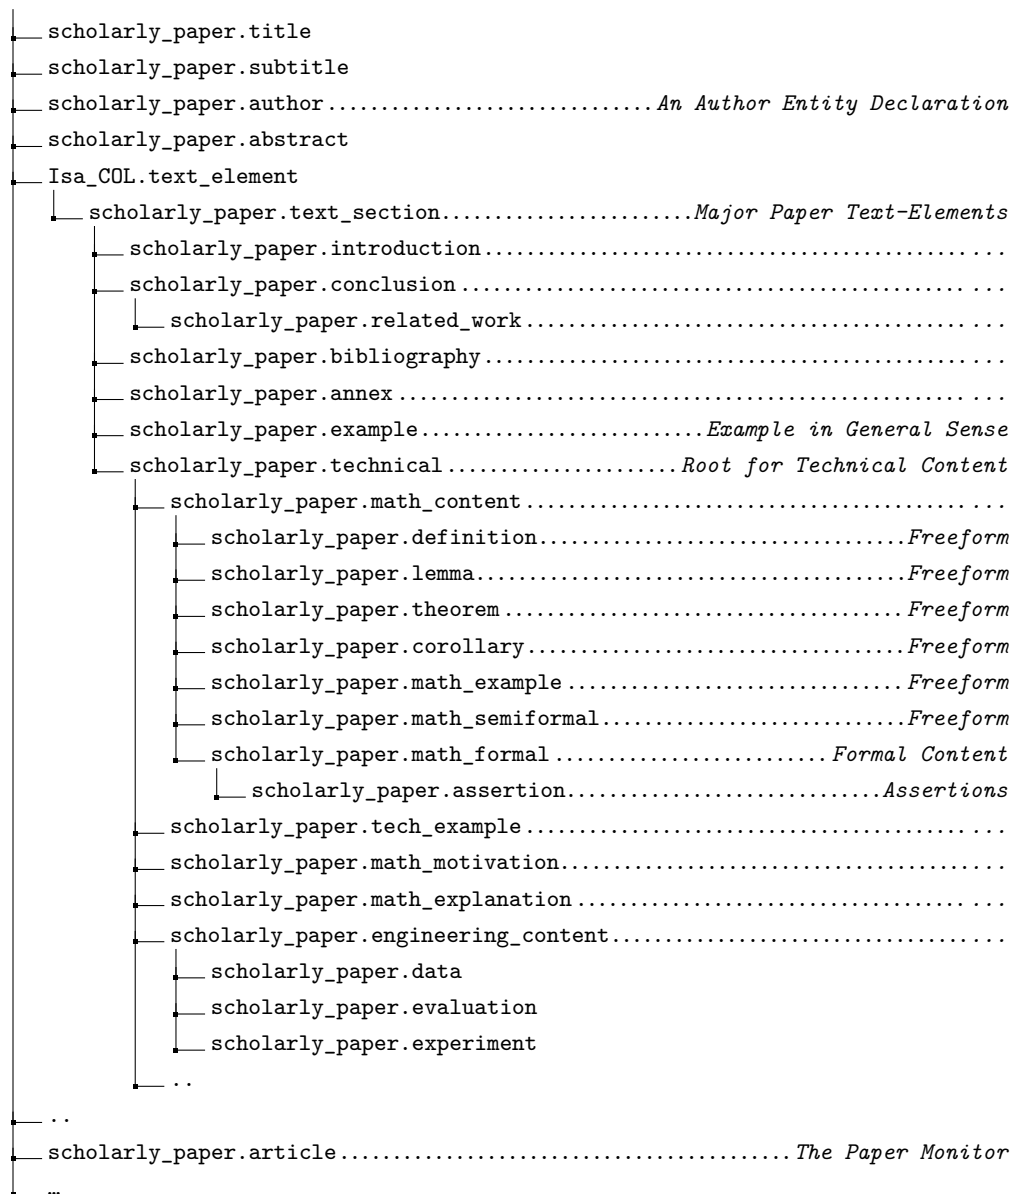 scholarly_paper.title
scholarly_paper.subtitle
scholarly_paper.author..............................An Author Entity Declaration
scholarly_paper.abstract
Isa_COL.text_element
scholarly_paper.text_section.......................Major Paper Text-Elements
scholarly_paper.introduction................................................
scholarly_paper.conclusion..................................................
scholarly_paper.related_work............................................
scholarly_paper.bibliography................................................
scholarly_paper.annex........................................................
scholarly_paper.example..........................Example in General Sense
scholarly_paper.technical.....................Root for Technical Content
scholarly_paper.math_content............................................
scholarly_paper.definition.................................Freeform
scholarly_paper.lemma.......................................Freeform
scholarly_paper.theorem.....................................Freeform
scholarly_paper.corollary..................................Freeform
scholarly_paper.math_example...............................Freeform
scholarly_paper.math_semiformal............................Freeform
scholarly_paper.math_formal.........................Formal Content
scholarly_paper.assertion.............................Assertions
scholarly_paper.tech_example............................................
scholarly_paper.math_motivation.........................................
scholarly_paper.math_explanation.......................................
scholarly_paper.engineering_content....................................
scholarly_paper.data
scholarly_paper.evaluation
scholarly_paper.experiment
..
..
scholarly_paper.article.........................................The Paper Monitor